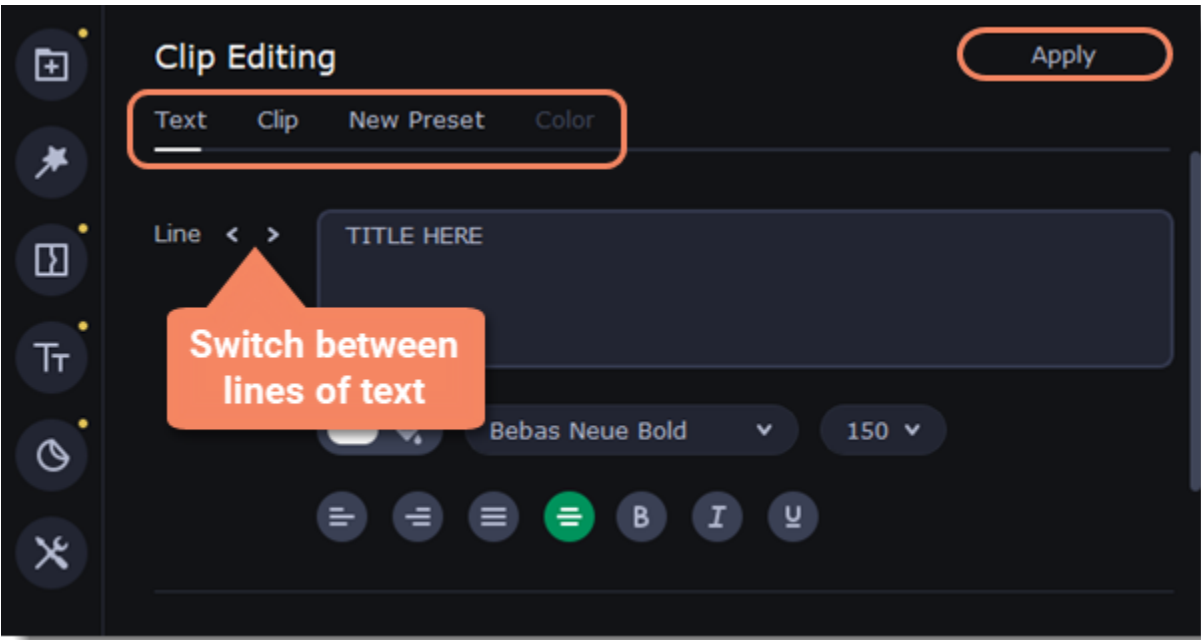 Clip Editing
Apply
Text Clip New Preset Color
Line < > TITLE HERE
Switch between
lines of text
Bebas Neue Bold 150
B I U